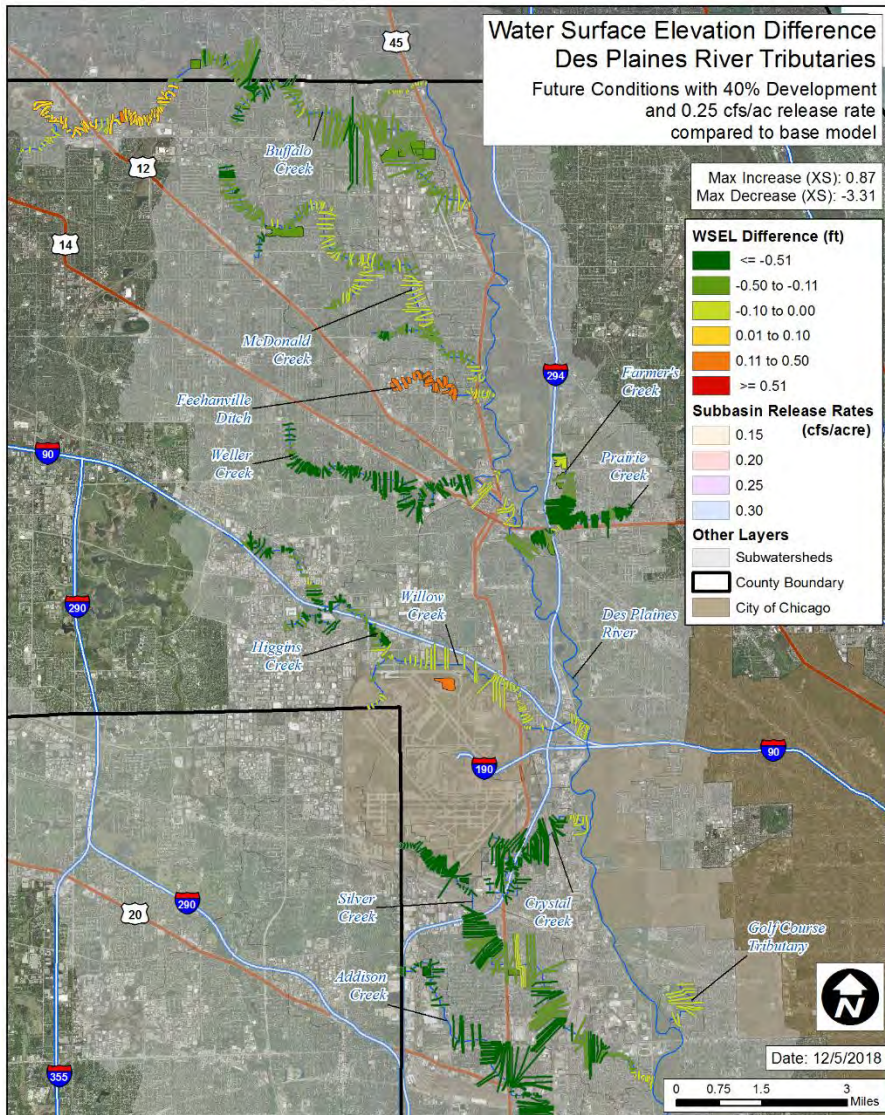 Water Surface Elevation Difference
Des Plaines River Tributaries
Future Conditions with 40% Development
and 0.25 cfs/ac release rate
compared to base model
Max Increase (XS): 0.87
Max Decrease (XS): -3.31
WSEL Difference (ft)
<= -0.51
-0.50 to -0.11
-0.10 to 0.00
0.01 to 0.10
0.11 to 0.50
>= 0.51
Subbasin Release Rates
(cfs/acre)
0.15
0.20
0.25
0.30
Other Layers
Subwatersheds
County Boundary
City of Chicago
45
12
14
Buffalo
Creek
McDonald
Creek
Feehanville
Ditch
294
Farmer's
Creek
Weller
Creek
90
Prairie
Creek
290
Willow
Creek
Des Plaines
River
Higgins
Creek
190
90
Silver
Creek
Crystal
Creek
20
290
Golf Course
Tributary
Addison
Creek
355
N
Date: 12/5/2018
0 0.75 1.5 3
Miles